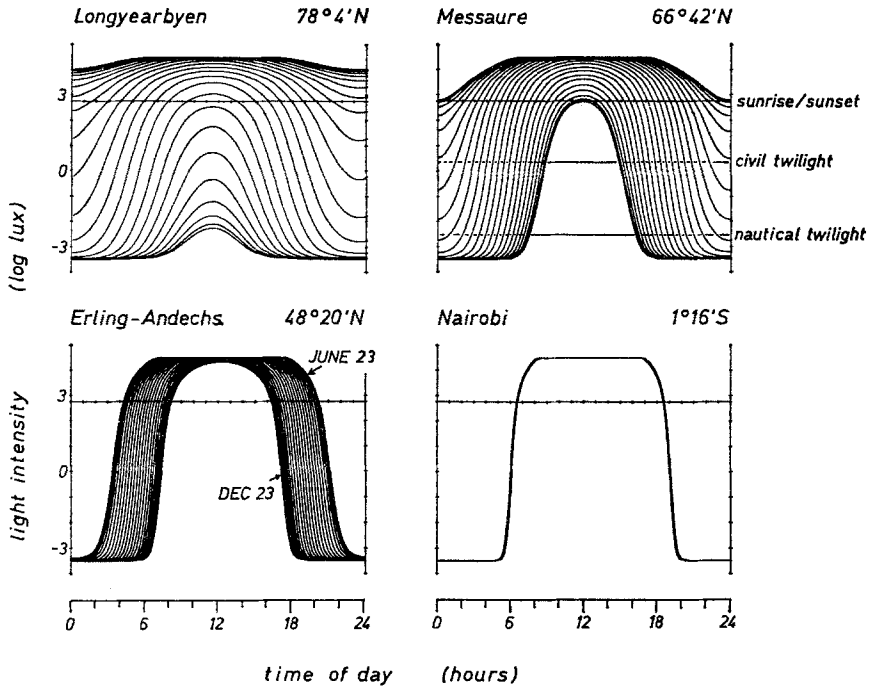 Longyearbyen 78°4'N
Messaure 66°42'N
3
0
-3
sunrise/sunset
civil twilight
nautical twilight
(log lux)
Erling-Andechs 48°20'N
Nairobi 1°16'S
JUNE 23
3
0
-3
DEC 23
light intensity
0 6 12 18 24
0 6 12 18 24
time of day (hours)